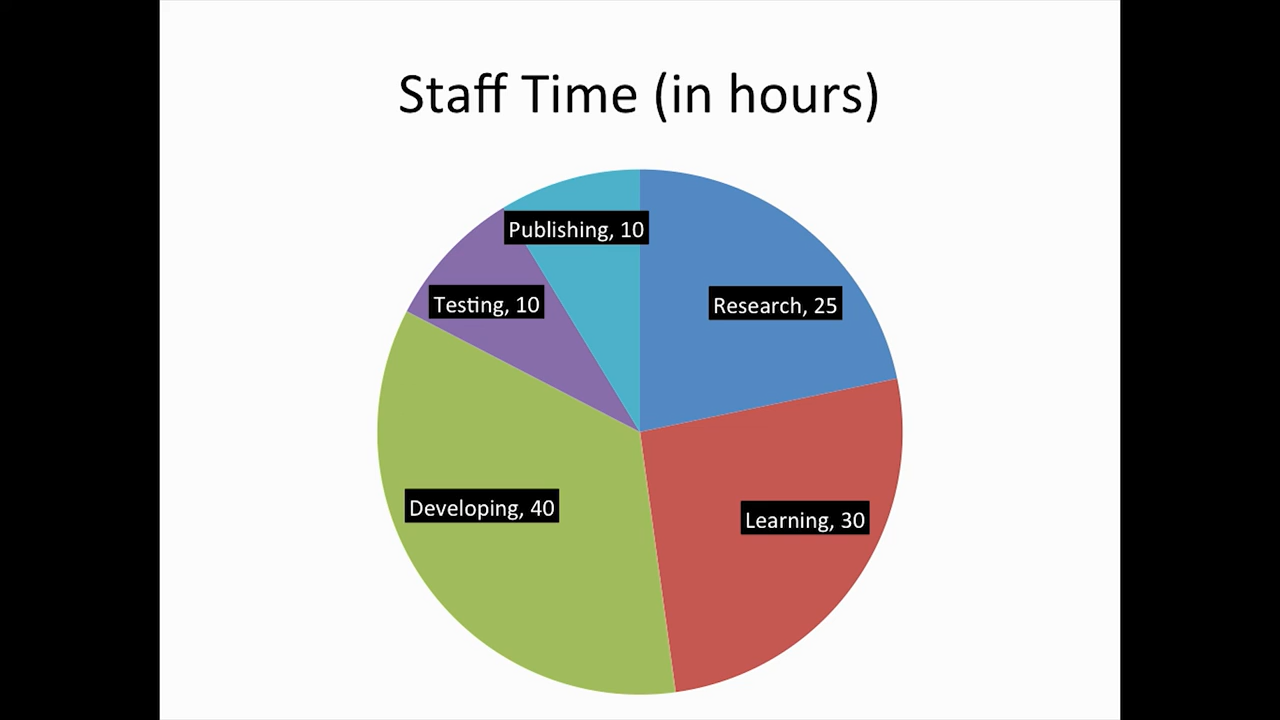 Staff Time (in hours)
Publishing, 10
Testing, 10
Research, 25
Developing, 40
Learning, 30